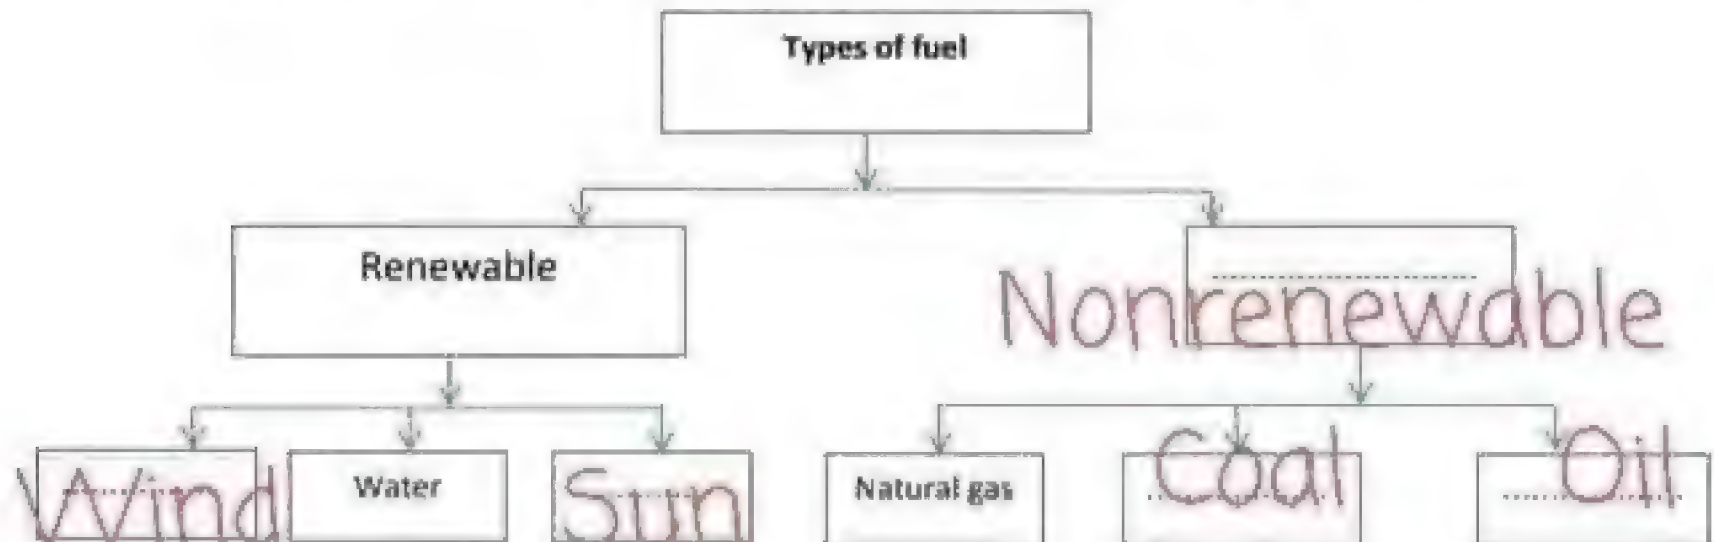 Types of fuel
Renewable
Nonrenewable
Wind
Water
Sun
Natural gas
Coal
Oil